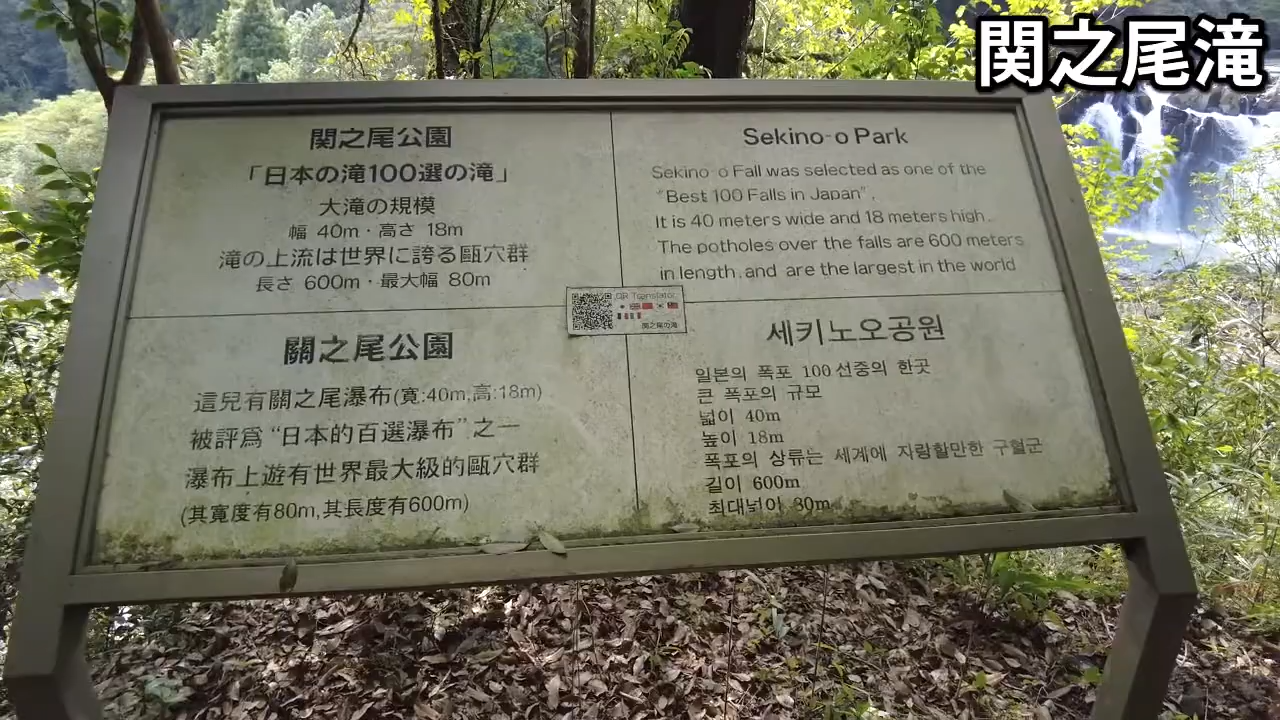 関之尾滝
関之尾公園
「日本の滝100選の滝」
大滝の規模
幅 40m・高さ 18m
滝の上流は世界に誇る甌穴群
長さ 600m・最大幅 80m
Sekino-o Park
Sekino-o Fall was selected as one of the
"Best 100 Falls in Japan".
It is 40 meters wide and 18 meters high.
The potholes over the falls are 600 meters
in length, and are the largest in the world
QR Translator
関之尾の滝
關之尾公園
這兒有關之尾瀑布(寬:40m,高:18m)
被評爲“日本的百選瀑布”之一
瀑布上遊有世界最大級的甌穴群
(其寬度有80m,其長度有600m)
세키노오공원
일본의 폭포 100선중의 한곳
큰 폭포의 규모
넓이 40m
높이 18m
폭포의 상류는 세계에 자랑할만한 구혈군
길이 600m
최대넓이 80m